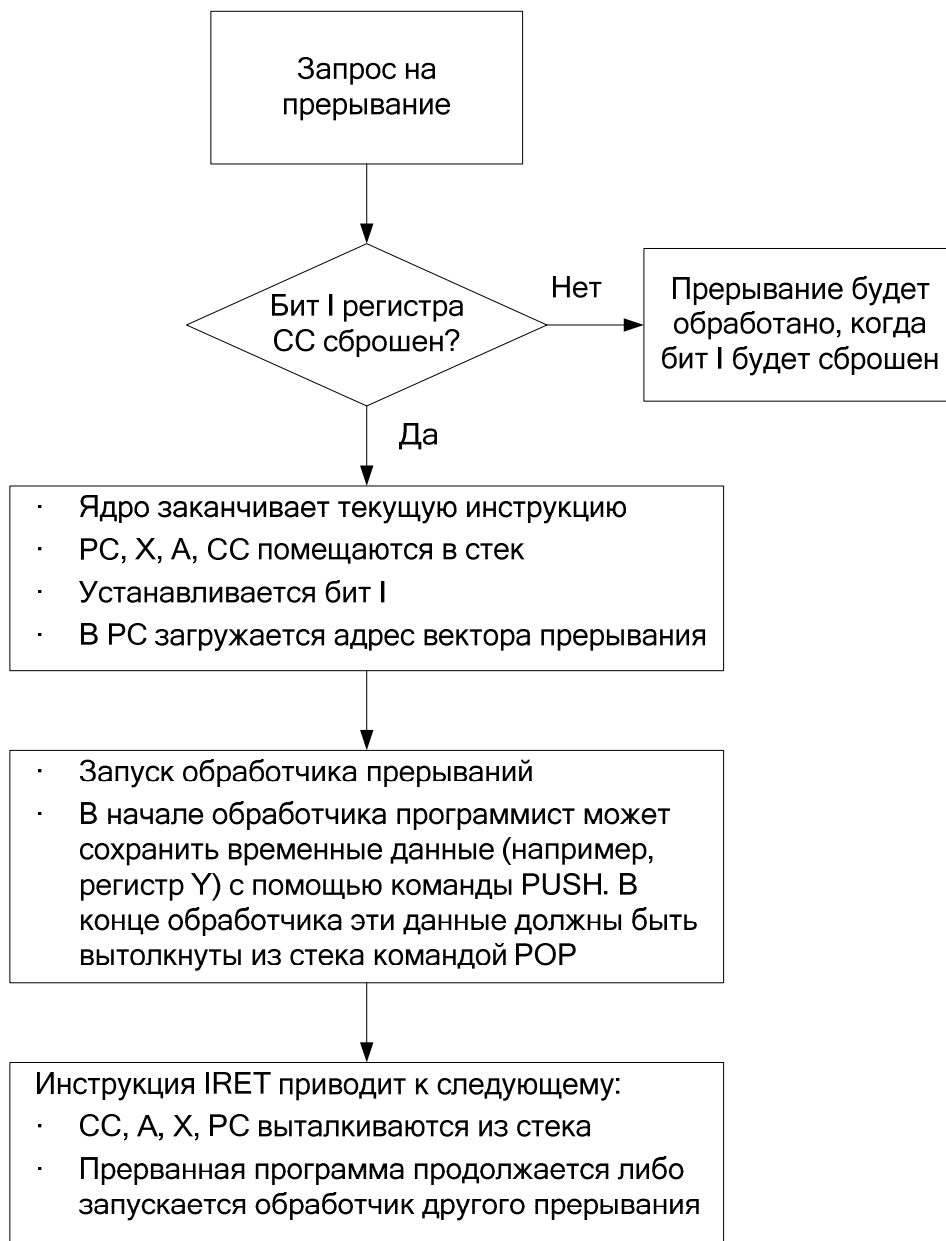 Запрос на
прерывание
Бит I регистра
CC сброшен?
Нет
Прерывание будет
обработано, когда
бит I будет сброшен
Да
· Ядро заканчивает текущую инструкцию
· PC, X, A, CC помещаются в стек
· Устанавливается бит I
· В PC загружается адрес вектора прерывания
· Запуск обработчика прерываний
· В начале обработчика программист может
сохранить временные данные (например,
регистр Y) с помощью команды PUSH. В
конце обработчика эти данные должны быть
вытолкнуты из стека командой POP
Инструкция IRET приводит к следующему:
· CC, A, X, PC выталкиваются из стека
· Прерванная программа продолжается либо
запускается обработчик другого прерывания